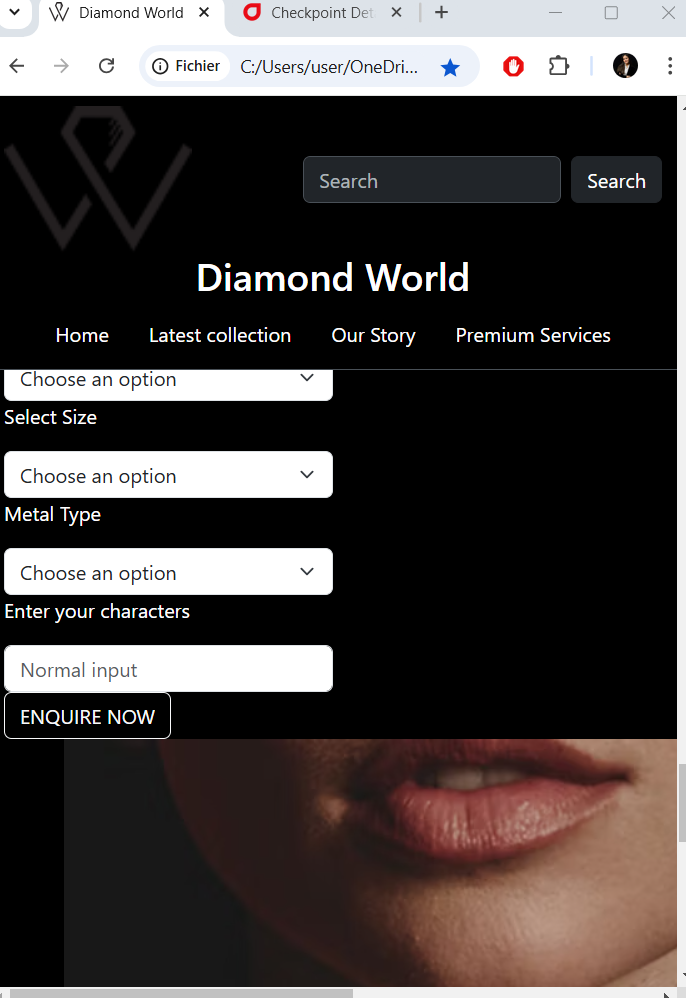 Diamond World
Checkpoint Det
Fichier
C:/Users/user/OneDri...
Search
Search
Diamond World
Home
Latest collection
Our Story
Premium Services
Choose an option
Select Size
Choose an option
Metal Type
Choose an option
Enter your characters
Normal input
ENQUIRE NOW